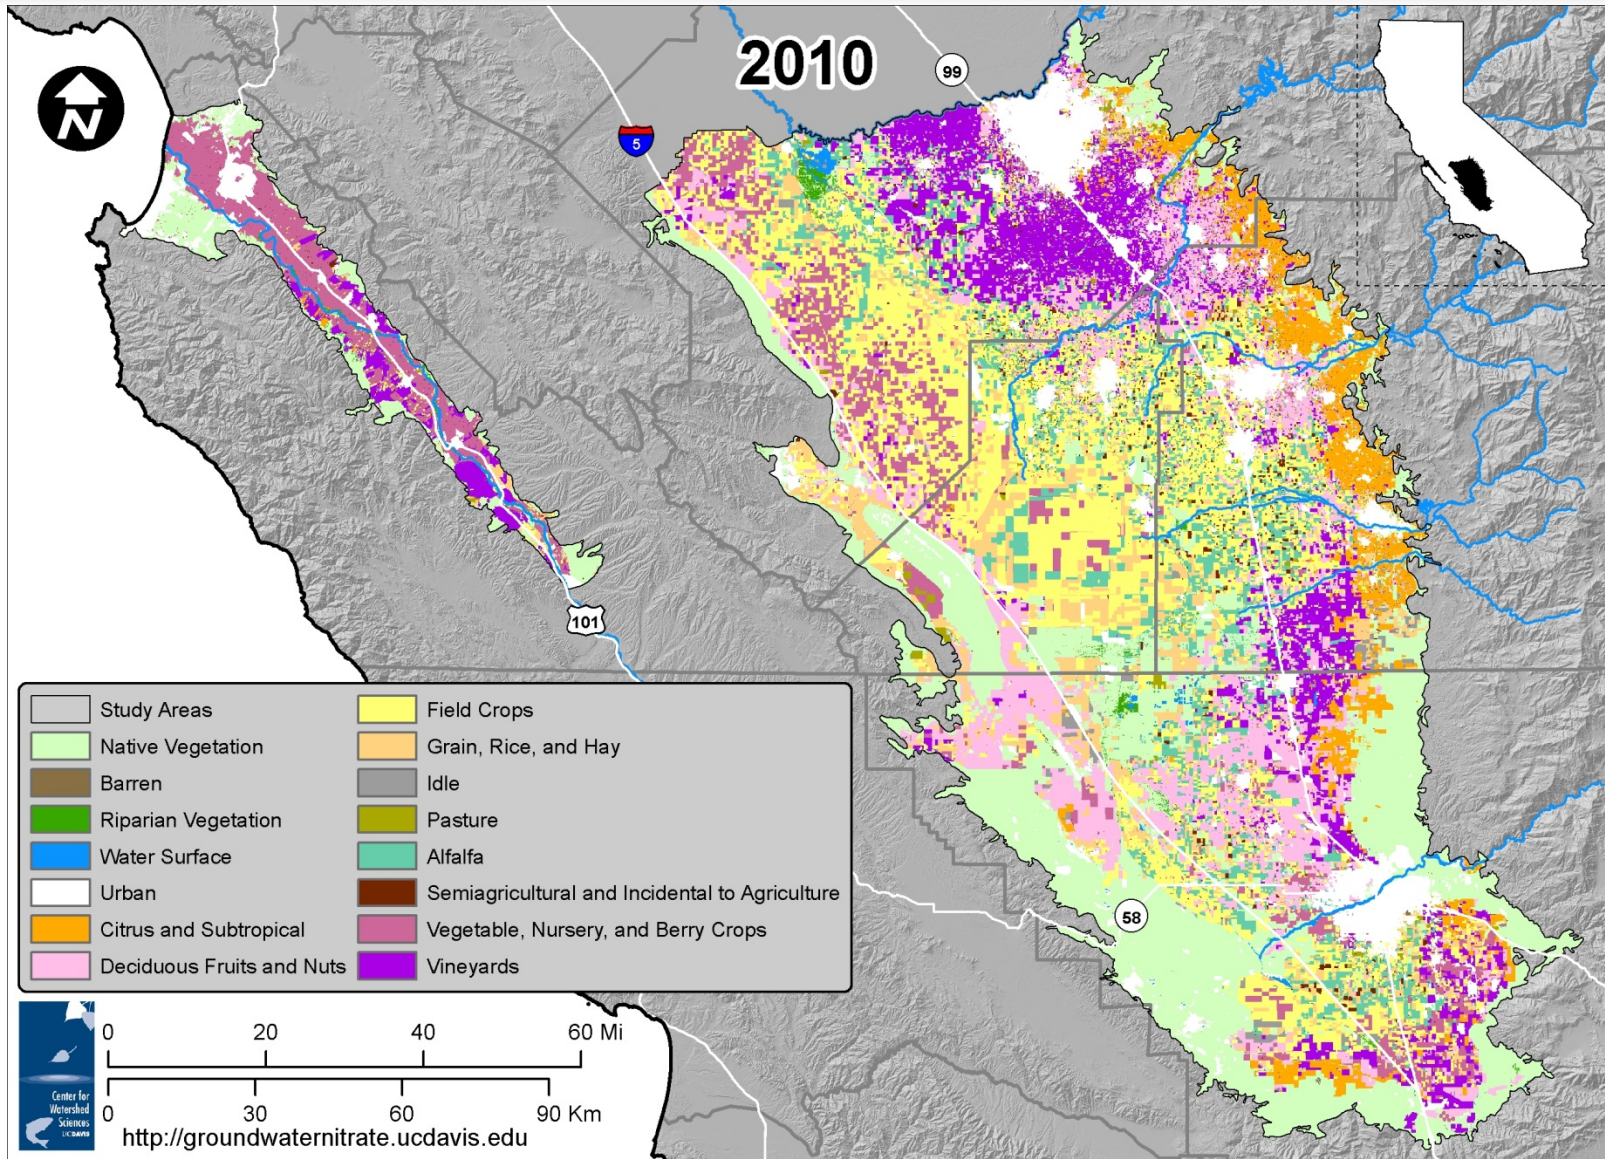 2010
N
5
99
101
58
Study Areas
Native Vegetation
Barren
Riparian Vegetation
Water Surface
Urban
Citrus and Subtropical
Deciduous Fruits and Nuts
Field Crops
Grain, Rice, and Hay
Idle
Pasture
Alfalfa
Semiagricultural and Incidental to Agriculture
Vegetable, Nursery, and Berry Crops
Vineyards
Center for
Watershed
Sciences
UCDAVIS
0 20 40 60 Mi
0 30 60 90 Km
http://groundwaternitrate.ucdavis.edu